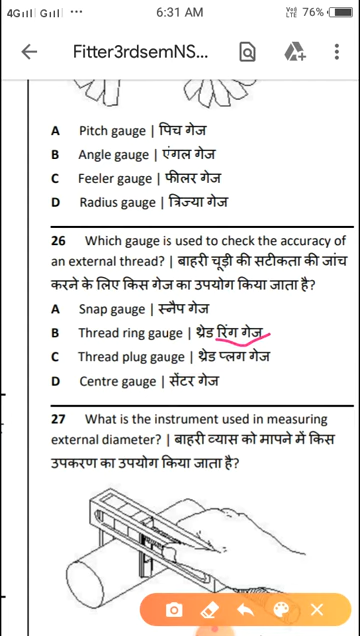 4G G ... 6:31 AM VoI LTE 76%
Fitter3rdsemNS...
A Pitch gauge | पिच गेज
B Angle gauge | एंगल गेज
C Feeler gauge | फीलर गेज
D Radius gauge | त्रिज्या गेज
26 Which gauge is used to check the accuracy of
an external thread? | बाहरी चूड़ी की सटीकता की जांच
करने के लिए किस गेज का उपयोग किया जाता है?
A Snap gauge | स्नैप गेज
B Thread ring gauge | थ्रेड रिंग गेज
C Thread plug gauge | थ्रेड प्लग गेज
D Centre gauge | सेंटर गेज
27 What is the instrument used in measuring
external diameter? | बाहरी व्यास को मापने में किस
उपकरण का उपयोग किया जाता है?